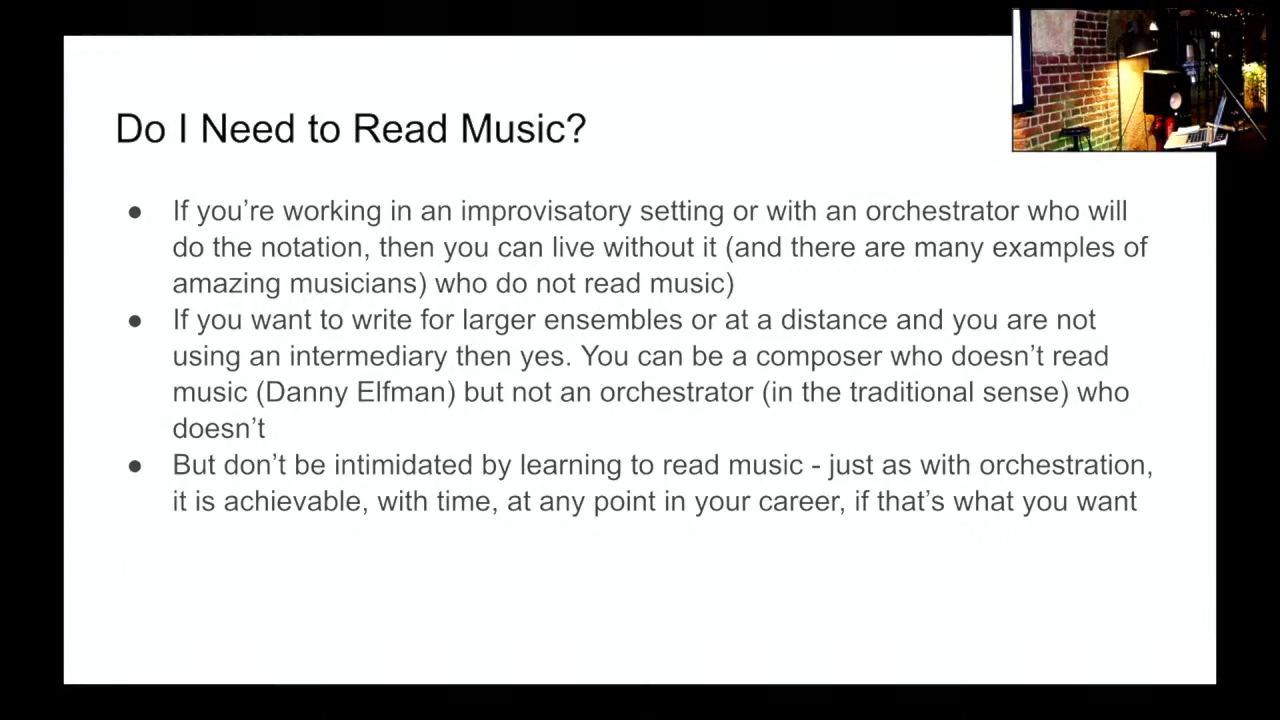 Do I Need to Read Music?
● If you’re working in an improvisatory setting or with an orchestrator who will
do the notation, then you can live without it (and there are many examples of
amazing musicians) who do not read music)
● If you want to write for larger ensembles or at a distance and you are not
using an intermediary then yes. You can be a composer who doesn’t read
music (Danny Elfman) but not an orchestrator (in the traditional sense) who
doesn’t
● But don’t be intimidated by learning to read music - just as with orchestration,
it is achievable, with time, at any point in your career, if that’s what you want